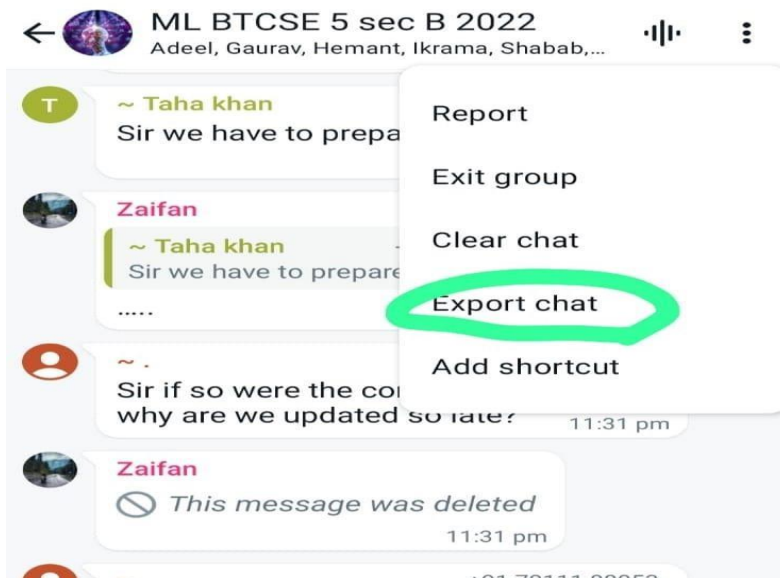 ML BTCSE 5 sec B 2022
Adeel, Gaurav, Hemant, Ikrama, Shabab,...
T
~ Taha khan
Sir we have to prepa
Report
Exit group
Clear chat
Export chat
Add shortcut
Zaifan
~ Taha khan
Sir we have to prepare
.....
~ .
Sir if so were the
why are we updated so late?
11:31 pm
Zaifan
This message was deleted
11:31 pm